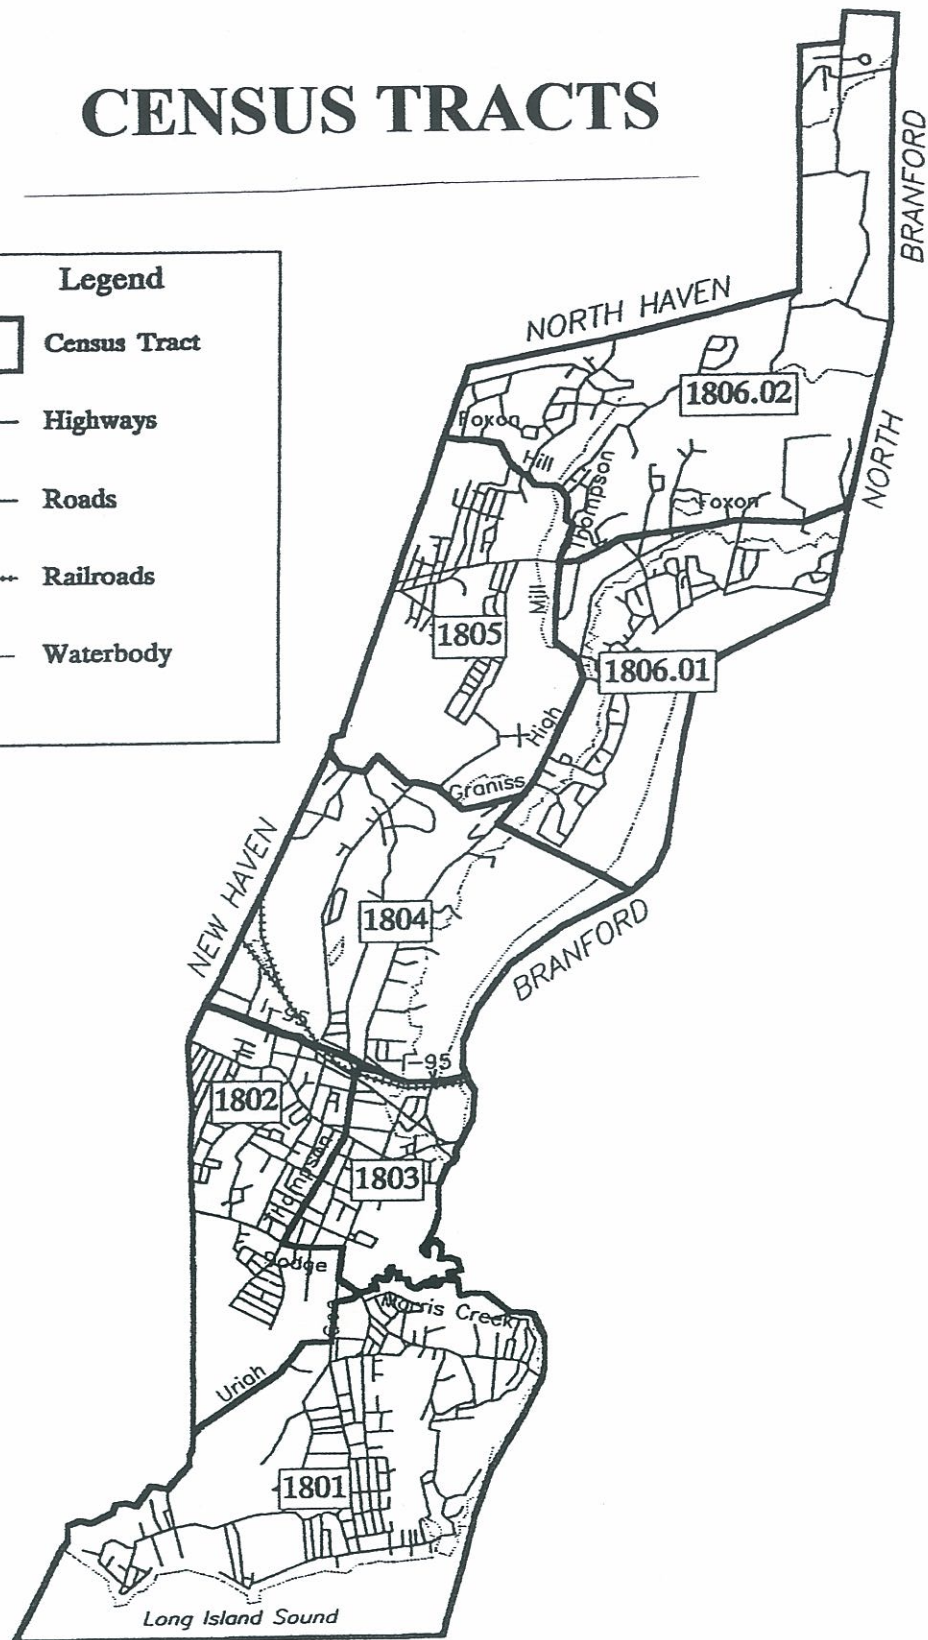 CENSUS TRACTS
Legend
Census Tract
Highways
Roads
Railroads
Waterbody
BRANFORD
NORTH HAVEN
1806.02
Foxon
Hill
Thompson
NORTH
Foxon
Mill
1805
1806.01
High
Graniss
NEW HAVEN
1804
BRANFORD
I-95
I-95
1802
Thompson
1803
Dodge
Morris Creek
Uriah
1801
Long Island Sound